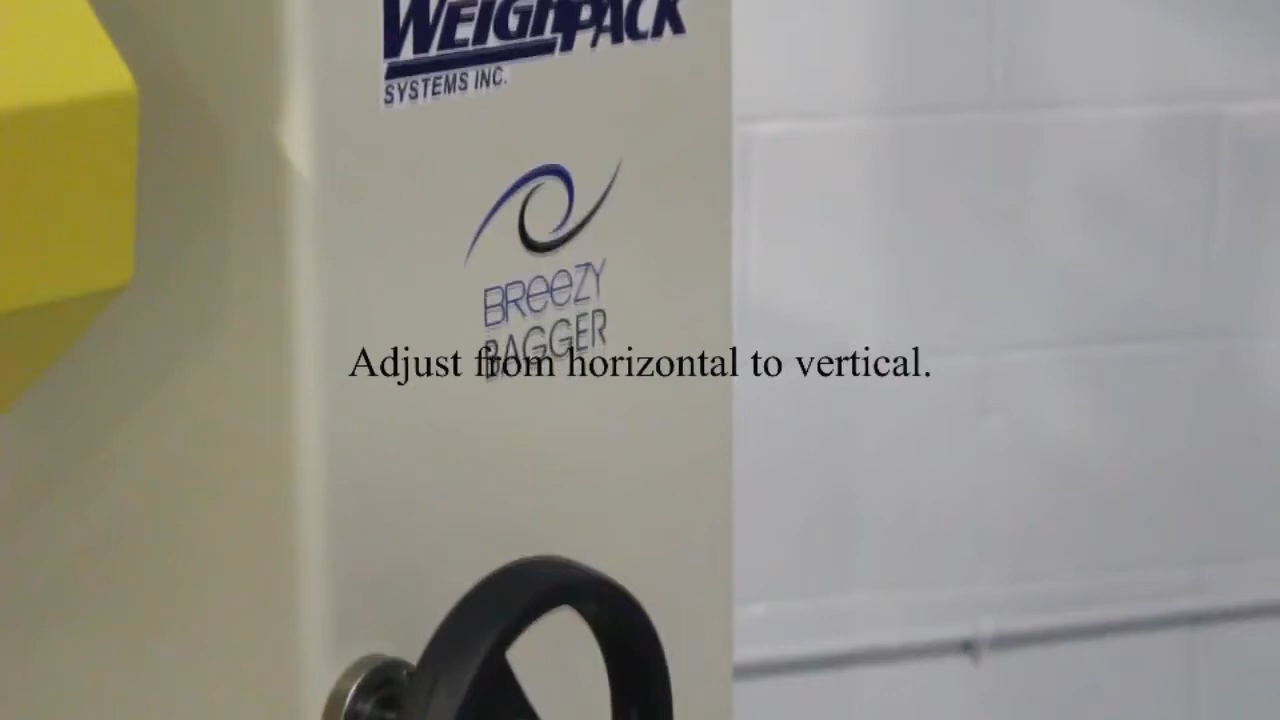 WEIGHPACK
SYSTEMS INC.
BREEZY
BAGGER
Adjust from horizontal to vertical.